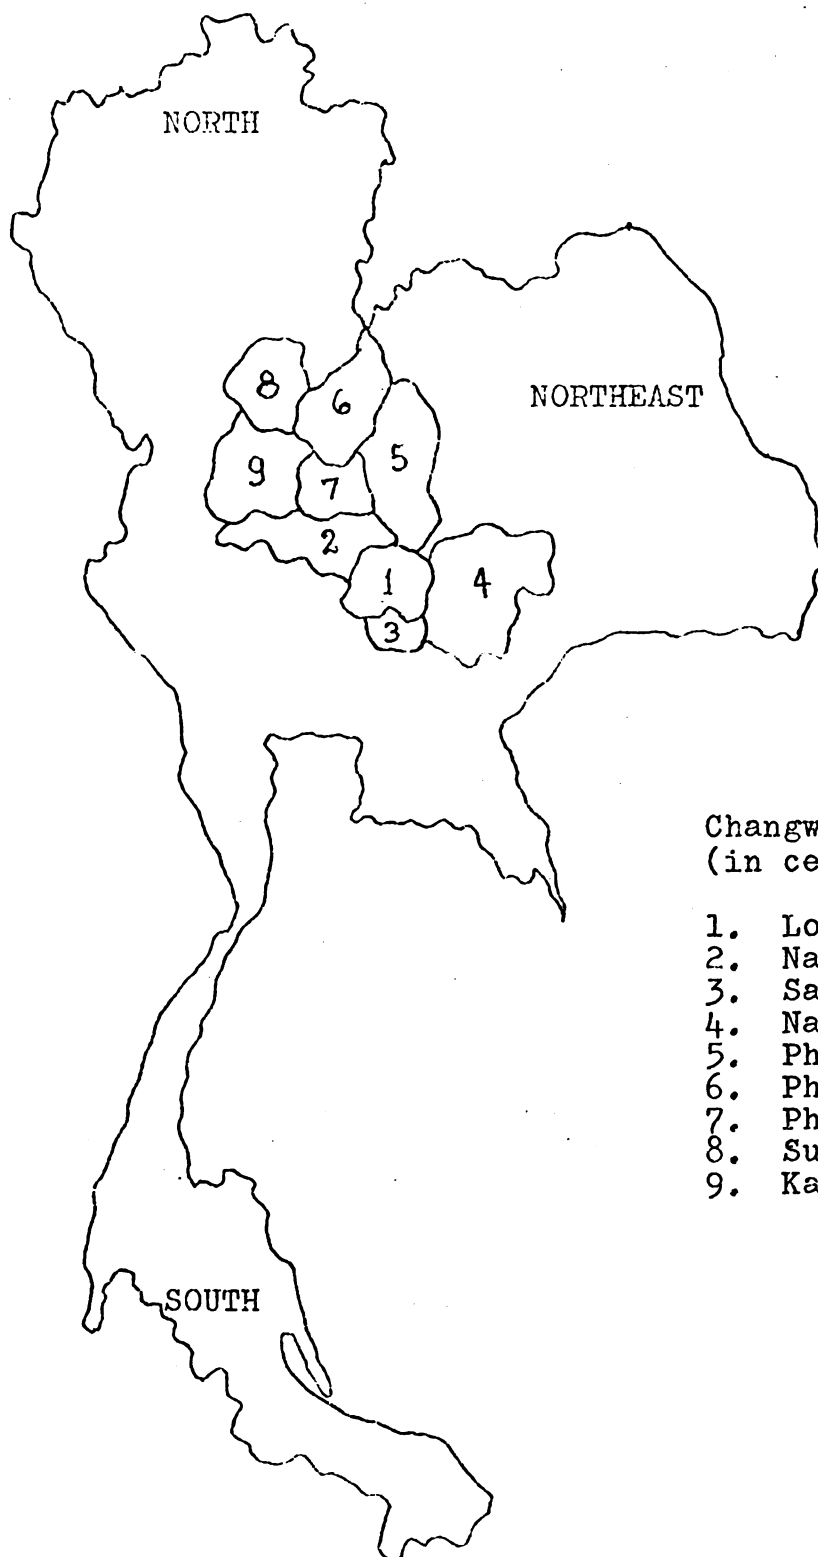 NORTH
NORTHEAST
8
6
9
7
5
2
1
4
3
Changw
(in ce
1. Lo
2. Na
3. Sa
4. Na
5. Ph
6. Ph
7. Ph
8. Su
9. Ka
SOUTH